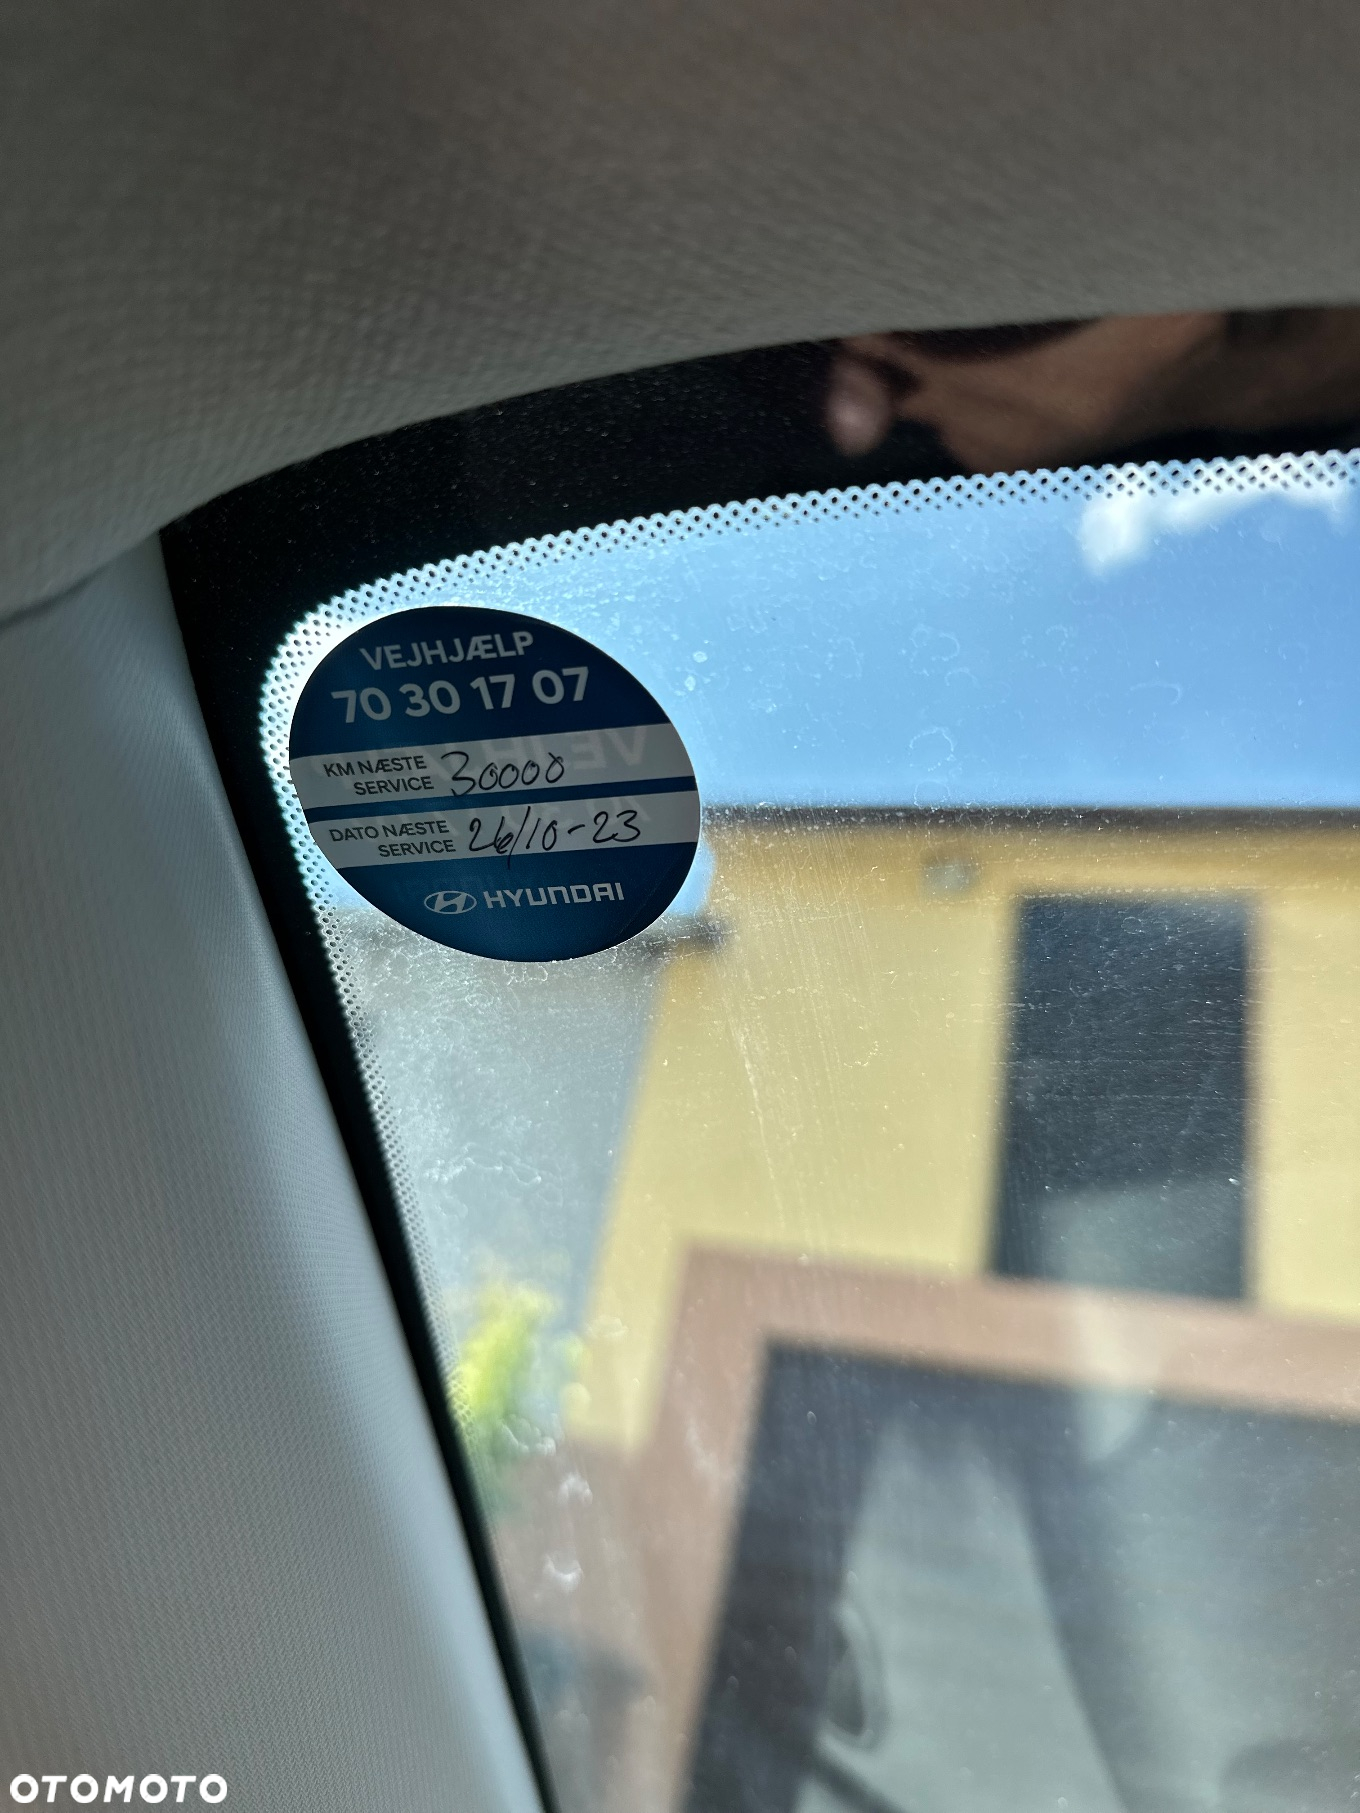 VEJHJÆLP
70 30 17 07
KM NÆSTE
SERVICE 30000
DATO NÆSTE
SERVICE 26/10-23
HYUNDAI
OTOMOTO